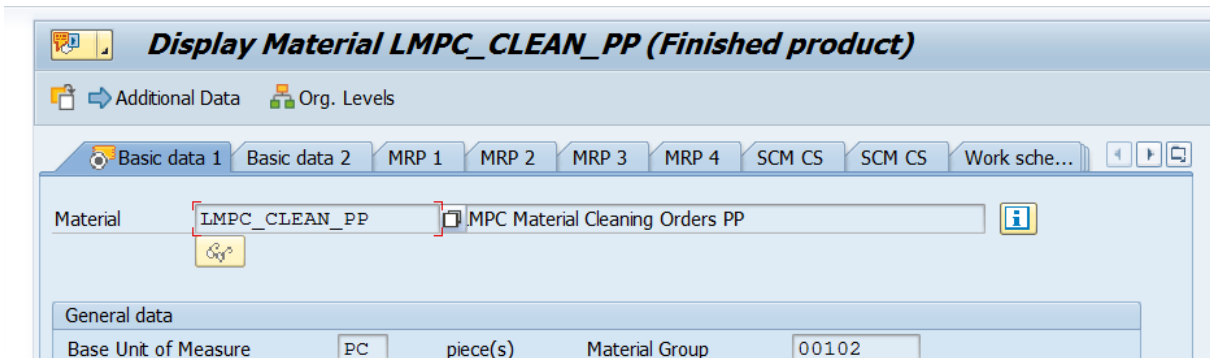 Display Material LMPC_CLEAN_PP (Finished product)
Additional Data Org. Levels
Basic data 1 Basic data 2 MRP 1 MRP 2 MRP 3 MRP 4 SCM CS SCM CS Work sche...
Material LMPC_CLEAN_PP MPC Material Cleaning Orders PP
General data
Base Unit of Measure PC piece(s) Material Group 00102